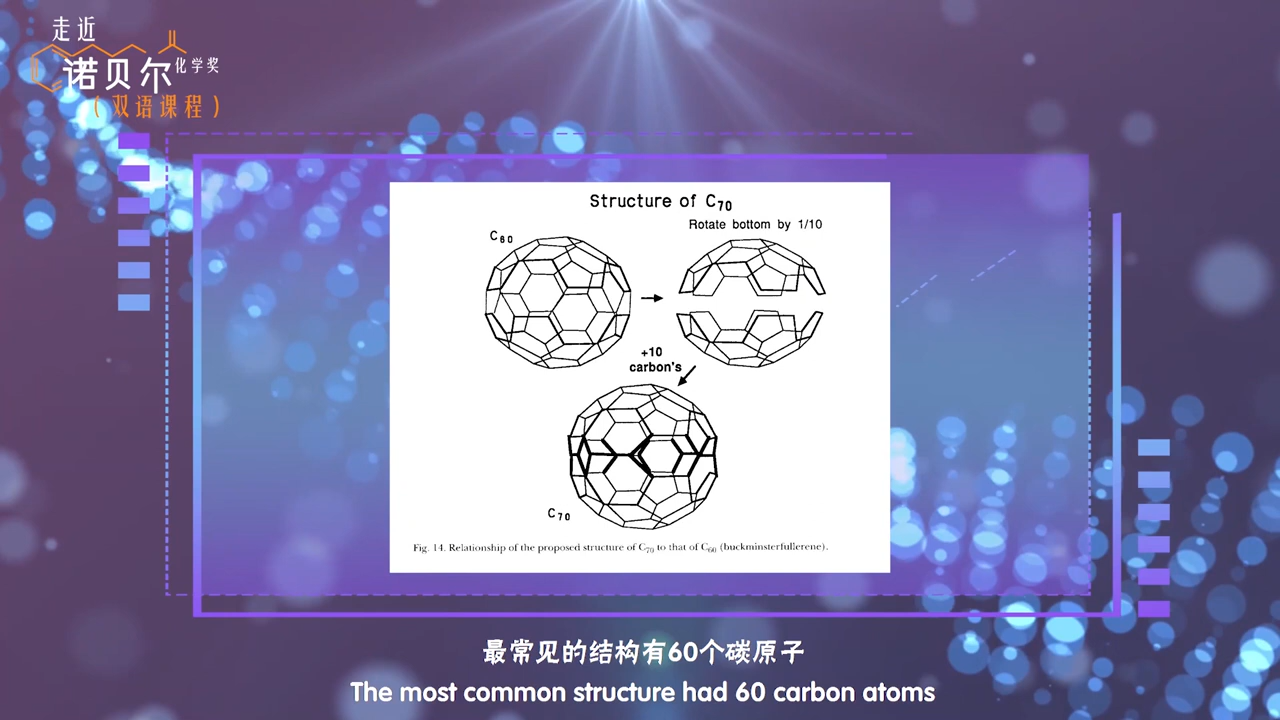 走近
诺贝尔化学奖
（双语课程）
Structure of C₇₀
C₆₀
Rotate bottom by 1/10
+10
carbon's
C₇₀
Fig. 14. Relationship of the proposed structure of C₇₀ to that of C₆₀ (buckminsterfullerene).
最常见的结构有60个碳原子
The most common structure had 60 carbon atoms